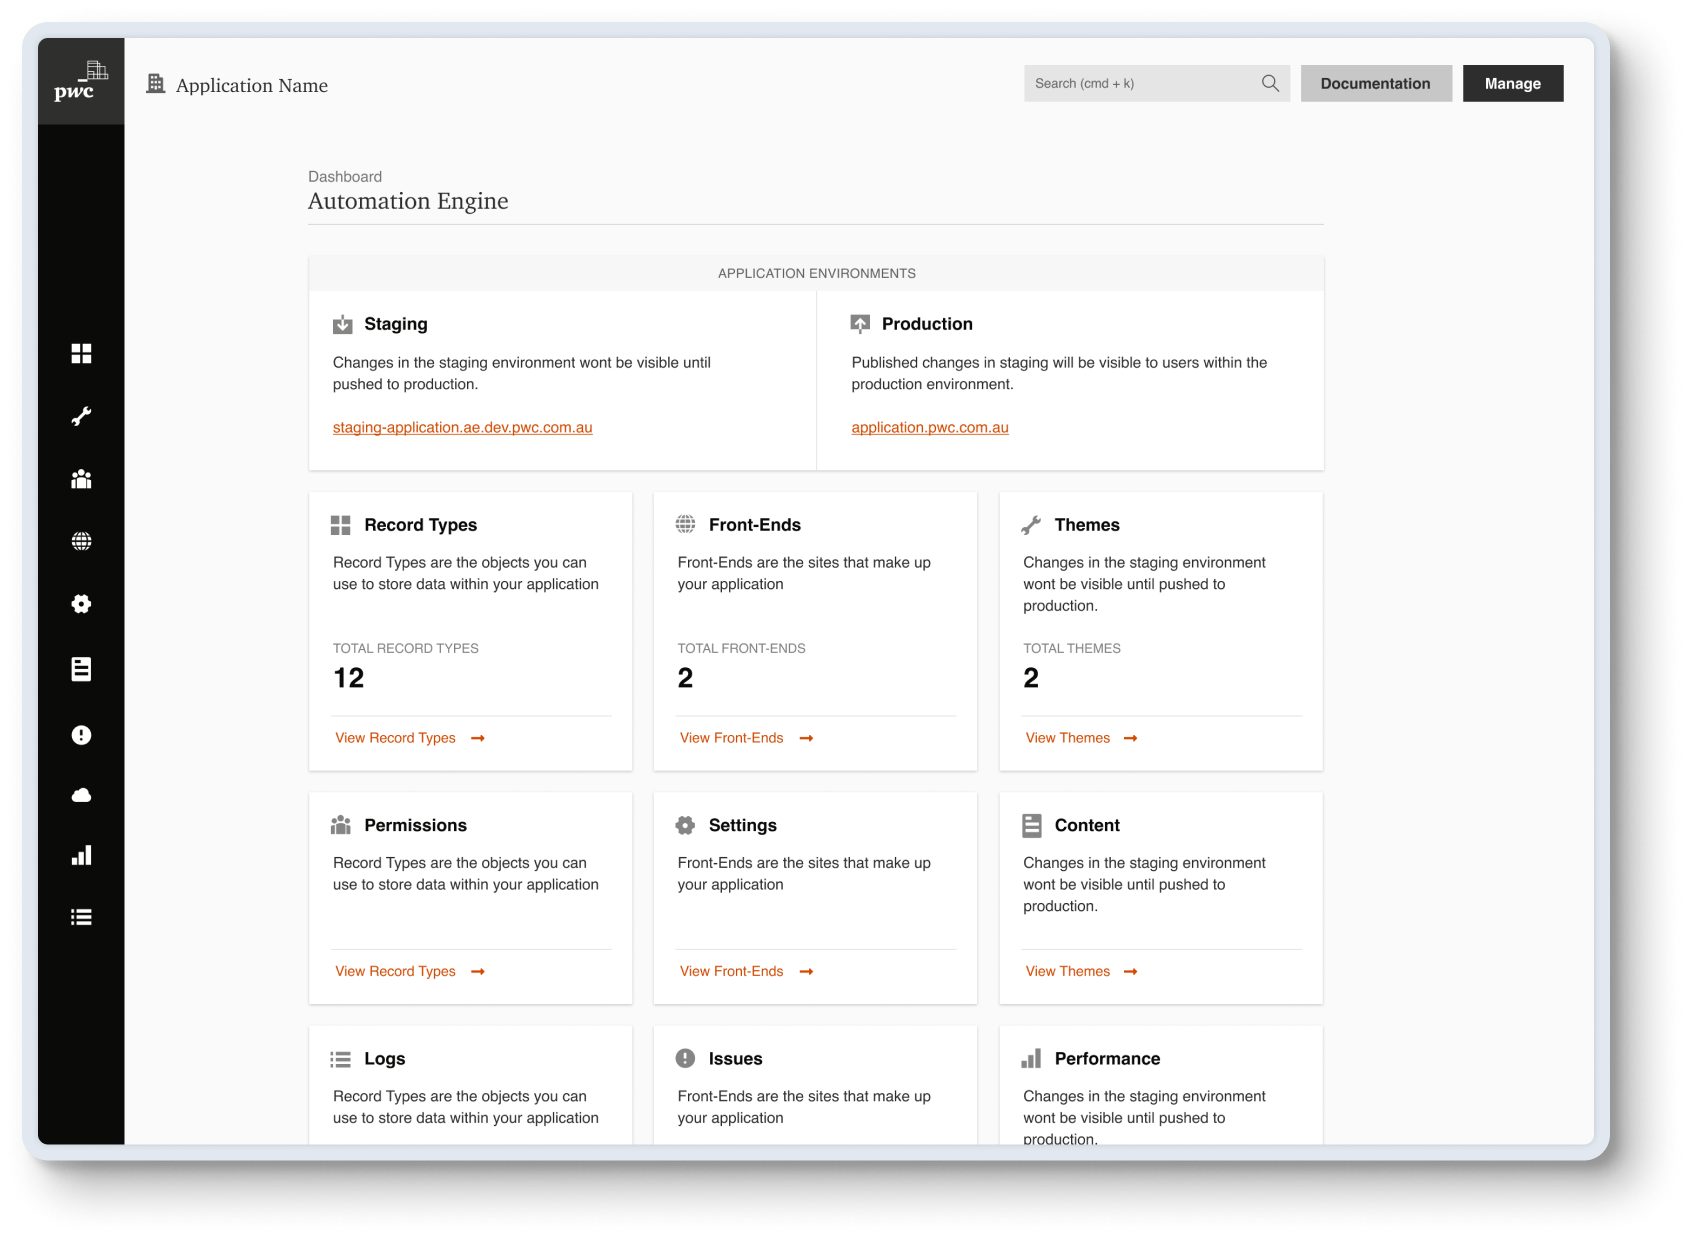 pwc
Application Name
Search (cmd + k)
Documentation
Manage
Dashboard
Automation Engine
APPLICATION ENVIRONMENTS
Staging
Changes in the staging environment wont be visible until
pushed to production.
staging-application.ae.dev.pwc.com.au
Production
Published changes in staging will be visible to users within the
production environment.
application.pwc.com.au
Record Types
Record Types are the objects you can
use to store data within your application
TOTAL RECORD TYPES
12
View Record Types
Front-Ends
Front-Ends are the sites that make up
your application
TOTAL FRONT-ENDS
2
View Front-Ends
Themes
Changes in the staging environment
wont be visible until pushed to
production.
TOTAL THEMES
2
View Themes
Permissions
Record Types are the objects you can
use to store data within your application
View Record Types
Settings
Front-Ends are the sites that make up
your application
View Front-Ends
Content
Changes in the staging environment
wont be visible until pushed to
production.
View Themes
Logs
Record Types are the objects you can
use to store data within your application
Issues
Front-Ends are the sites that make up
your application
Performance
Changes in the staging environment
wont be visible until pushed to
production.